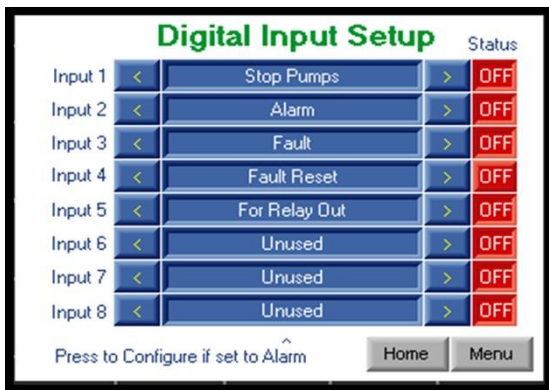 Digital Input Setup Status
Input 1 < Stop Pumps > OFF
Input 2 < Alarm > OFF
Input 3 < Fault > OFF
Input 4 < Fault Reset > OFF
Input 5 < For Relay Out > OFF
Input 6 < Unused > OFF
Input 7 < Unused > OFF
Input 8 < Unused > OFF
^
Press to Configure if set to Alarm Home Menu